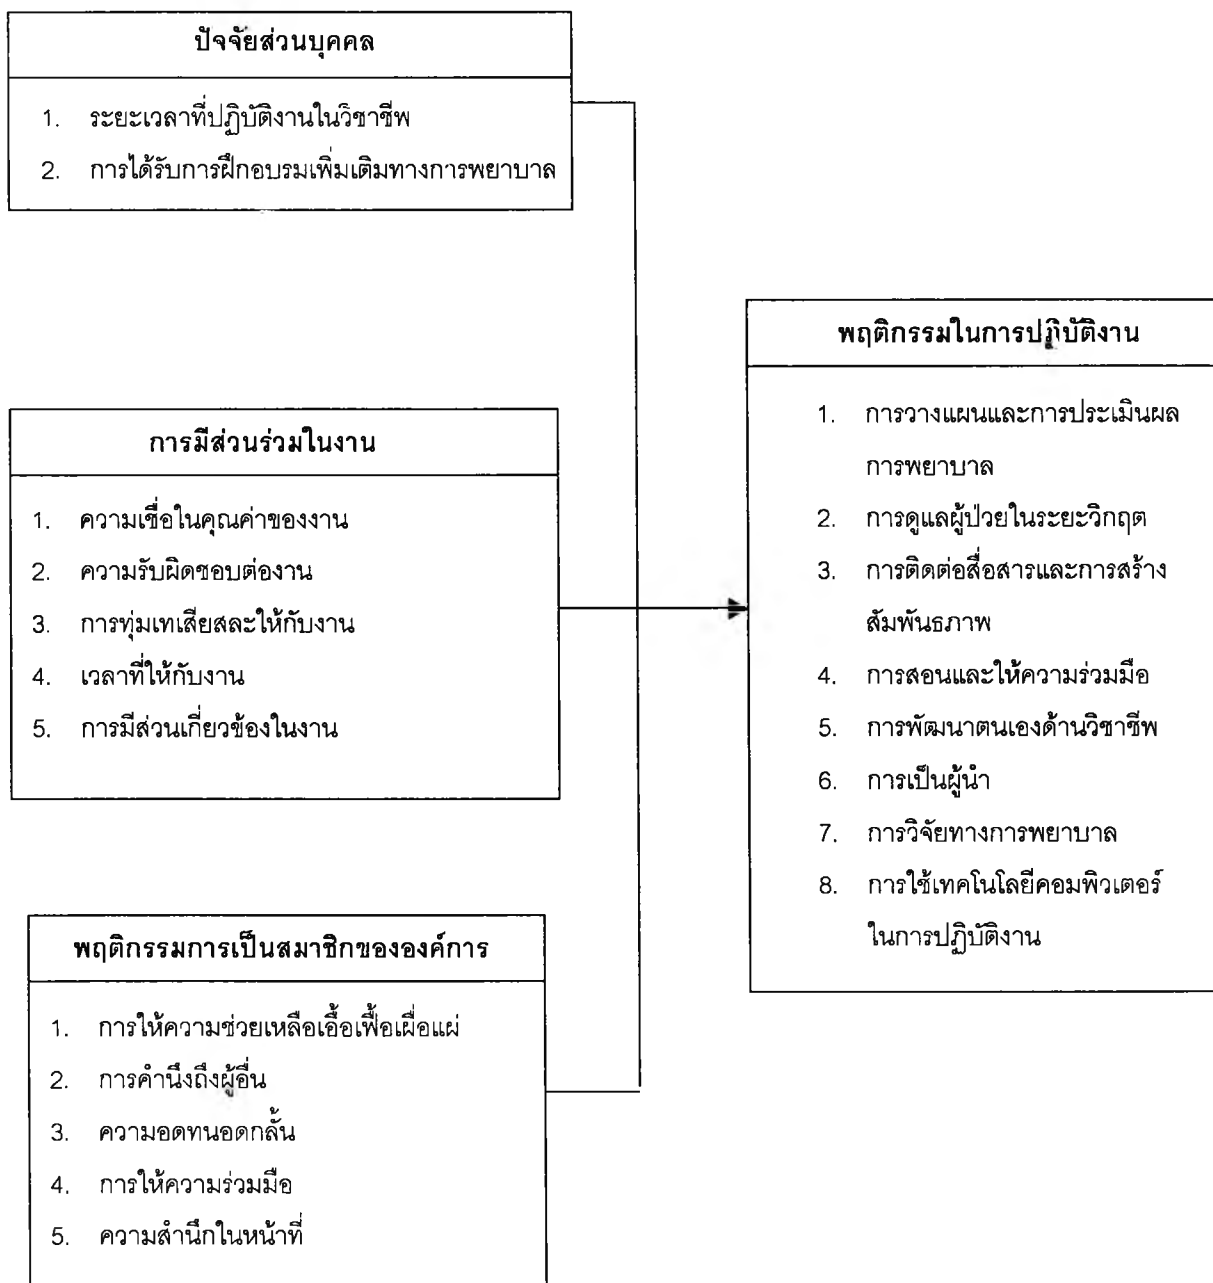 ปัจจัยส่วนบุคคล
1. ระยะเวลาที่ปฏิบัติงานในวิชาชีพ
2. การได้รับการฝึกอบรมเพิ่มเติมทางการพยาบาล
การมีส่วนร่วมในงาน
1. ความเชื่อในคุณค่าของงาน
2. ความรับผิดชอบต่องาน
3. การทุ่มเทเสียสละให้กับงาน
4. เวลาที่ให้กับงาน
5. การมีส่วนเกี่ยวข้องในงาน
พฤติกรรมการเป็นสมาชิกขององค์การ
1. การให้ความช่วยเหลือเอื้อเฟื้อเผื่อแผ่
2. การคำนึงถึงผู้อื่น
3. ความอดทนอดกลั้น
4. การให้ความร่วมมือ
5. ความสำนึกในหน้าที่
พฤติกรรมในการปฏิบัติงาน
1. การวางแผนและการประเมินผล
การพยาบาล
2. การดูแลผู้ป่วยในระยะวิกฤต
3. การติดต่อสื่อสารและการสร้าง
สัมพันธภาพ
4. การสอนและให้ความร่วมมือ
5. การพัฒนาตนเองด้านวิชาชีพ
6. การเป็นผู้นำ
7. การวิจัยทางการพยาบาล
8. การใช้เทคโนโลยีคอมพิวเตอร์
ในการปฏิบัติงาน